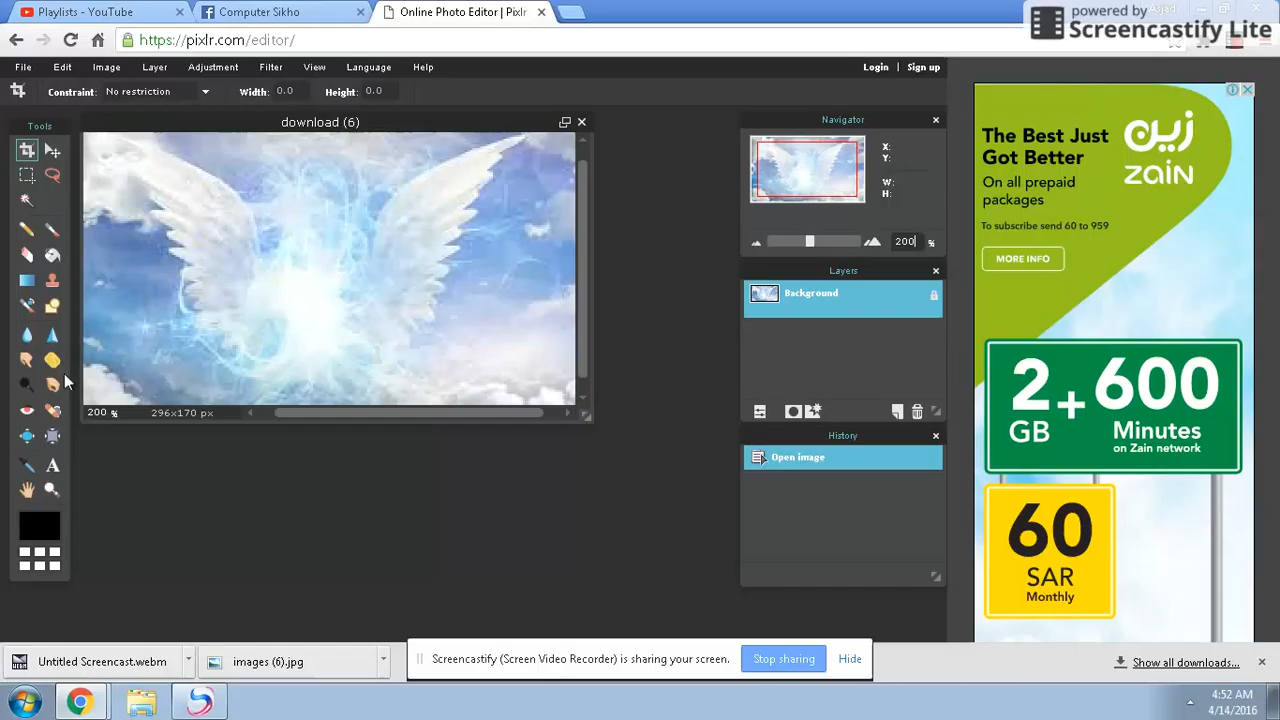 Playlists - YouTube
Computer Sikho
Online Photo Editor | Pixlr
powered by
Screencastify Lite
https://pixlr.com/editor/
File Edit Layer Adjustment Filter View Language Help
Login Sign up
Constraint: No restriction Width: 0.0 Height: 0.0
Tools
download (6)
200 %
296x170 px
Navigator
X:
Y:
W:
H:
200 %
Layers
Background
History
Open image
The Best Just
Got Better
On all prepaid
packages
To subscribe send 60 to 959
MORE INFO
زين
zain
2 GB + 600 Minutes
on Zain network
60
SAR
Monthly
Untitled Screencast.webm
images (6).jpg
Screencastify (Screen Video Recorder) is sharing your screen.
Stop sharing
Hide
Show all downloads...
4:52 AM
4/14/2016